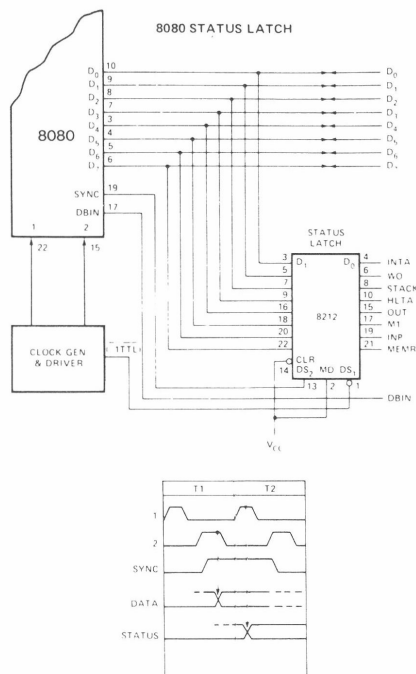 8080 STATUS LATCH
10 D0 D0
9 D1 D1
8 D2 D2
7 D3 D3
3 D4 D4
4 D5 D5
5 D6 D6
6 D7
8080
SYNC 19
DBIN 17
1 2
22 15
STATUS
LATCH
3 D1 D0 4 INTA
5 6 WO
7 8 STACK
9 10 HLTA
16 15 OUT
18 17 M1
20 19 INP
22 21 MEMR
8212
CLR
14 DS2 MD DS1
13 2 1
CLOCK GEN
& DRIVER
1TTL)
DBIN
VCC
T1 T2
1
2
SYNC
DATA
STATUS